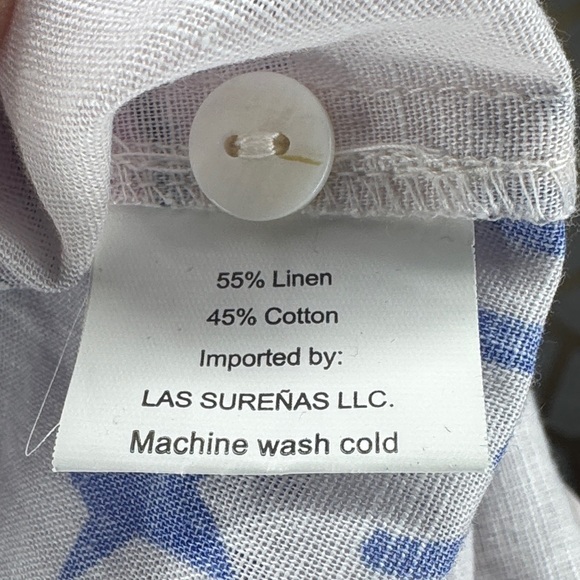 55% Linen
45% Cotton
Imported by:
LAS SUREÑAS LLC.
Machine wash cold